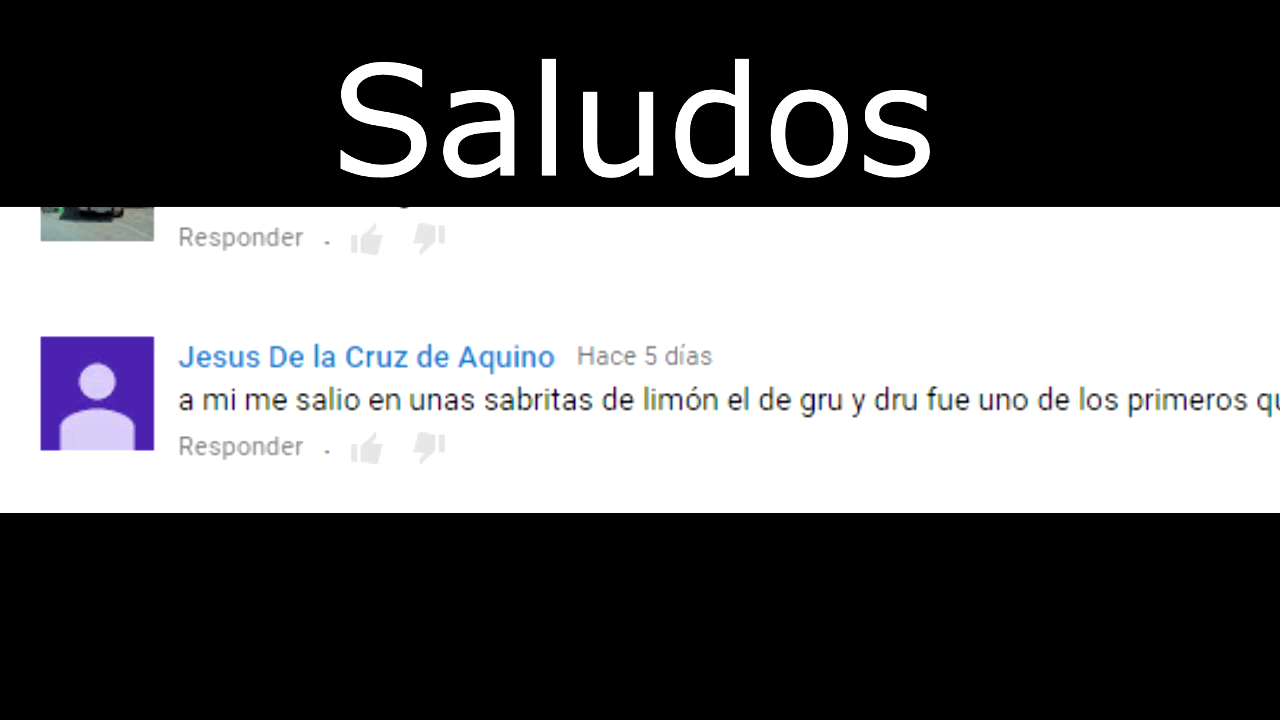 Saludos
Responder .
Jesus De la Cruz de Aquino Hace 5 días
a mi me salio en unas sabritas de limón el de gru y dru fue uno de los primeros
Responder .